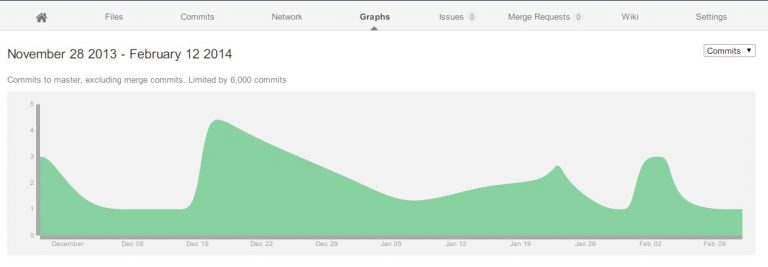 Files Commits Network Graphs Issues 0 Merge Requests 0 Wiki Settings
November 28 2013 - February 12 2014
Commits ▼
Commits to master, excluding merge commits. Limited by 6,000 commits
5
4
3
2
1
0
December Dec 08 Dec 15 Dec 22 Dec 29 Jan 05 Jan 12 Jan 19 Jan 26 Feb 02 Feb 09